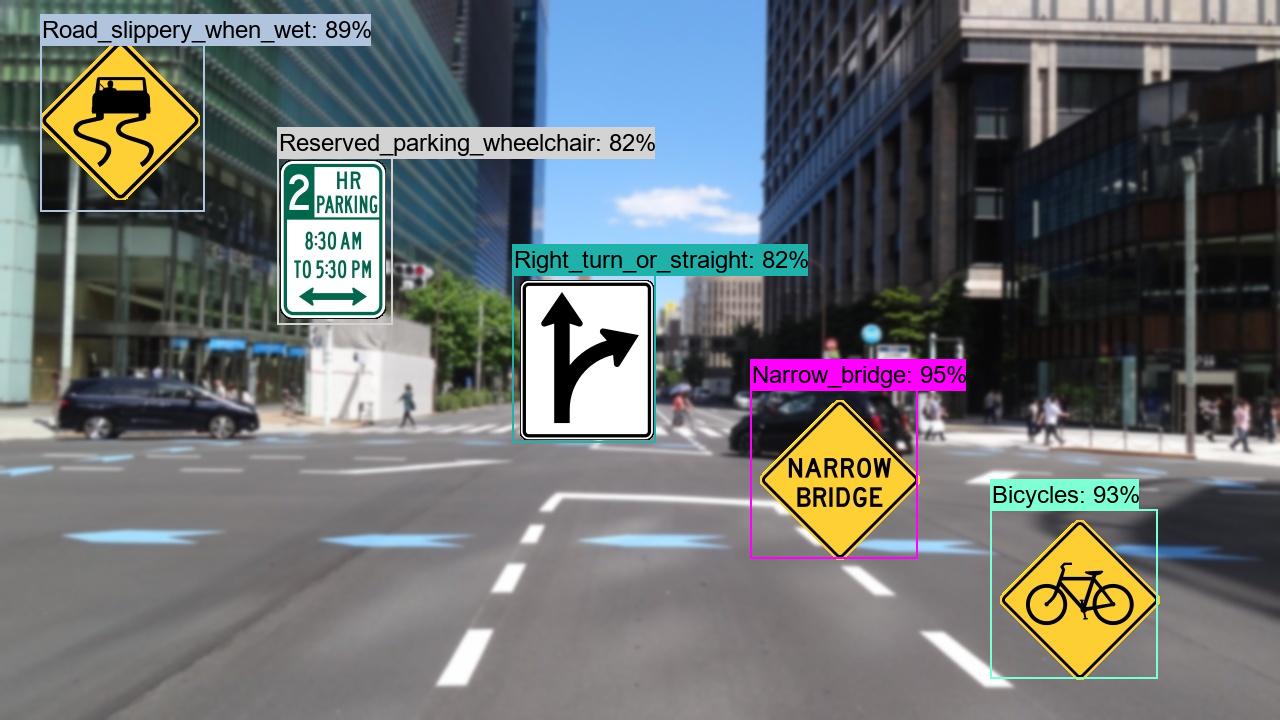 Road_slippery_when_wet: 89%
Reserved_parking_wheelchair: 82%
2 HR
PARKING
8:30 AM
TO 5:30 PM
Right_turn_or_straight: 82%
Narrow_bridge: 95%
NARROW
BRIDGE
Bicycles: 93%